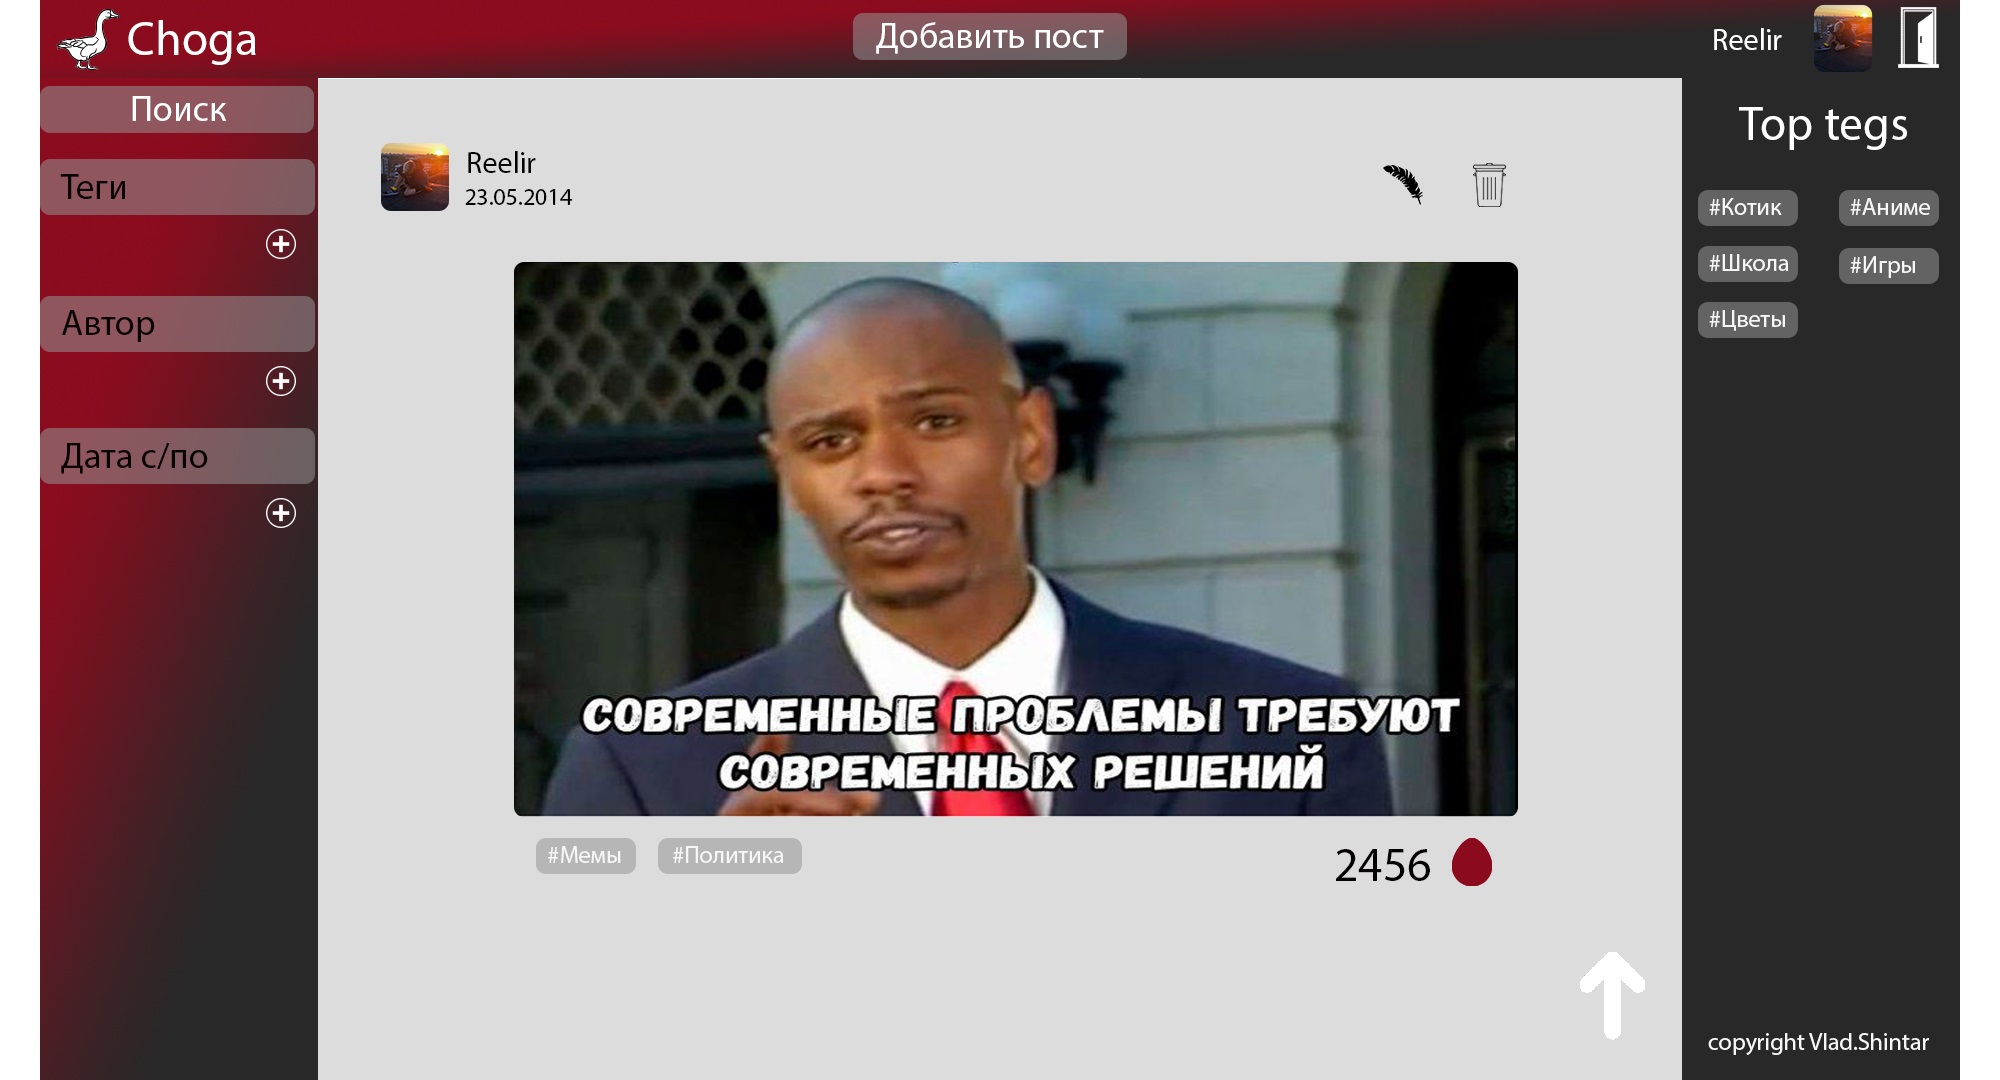 Choga
Добавить пост
Reelir
Поиск
Теги
Автор
Дата с/по
Reelir
23.05.2014
СОВРЕМЕННЫЕ ПРОБЛЕМЫ ТРЕБУЮТ
СОВРЕМЕННЫХ РЕШЕНИЙ
#Мемы #Политика
2456
Top tegs
#Котик #Аниме
#Школа #Игры
#Цветы
copyright Vlad.Shintar